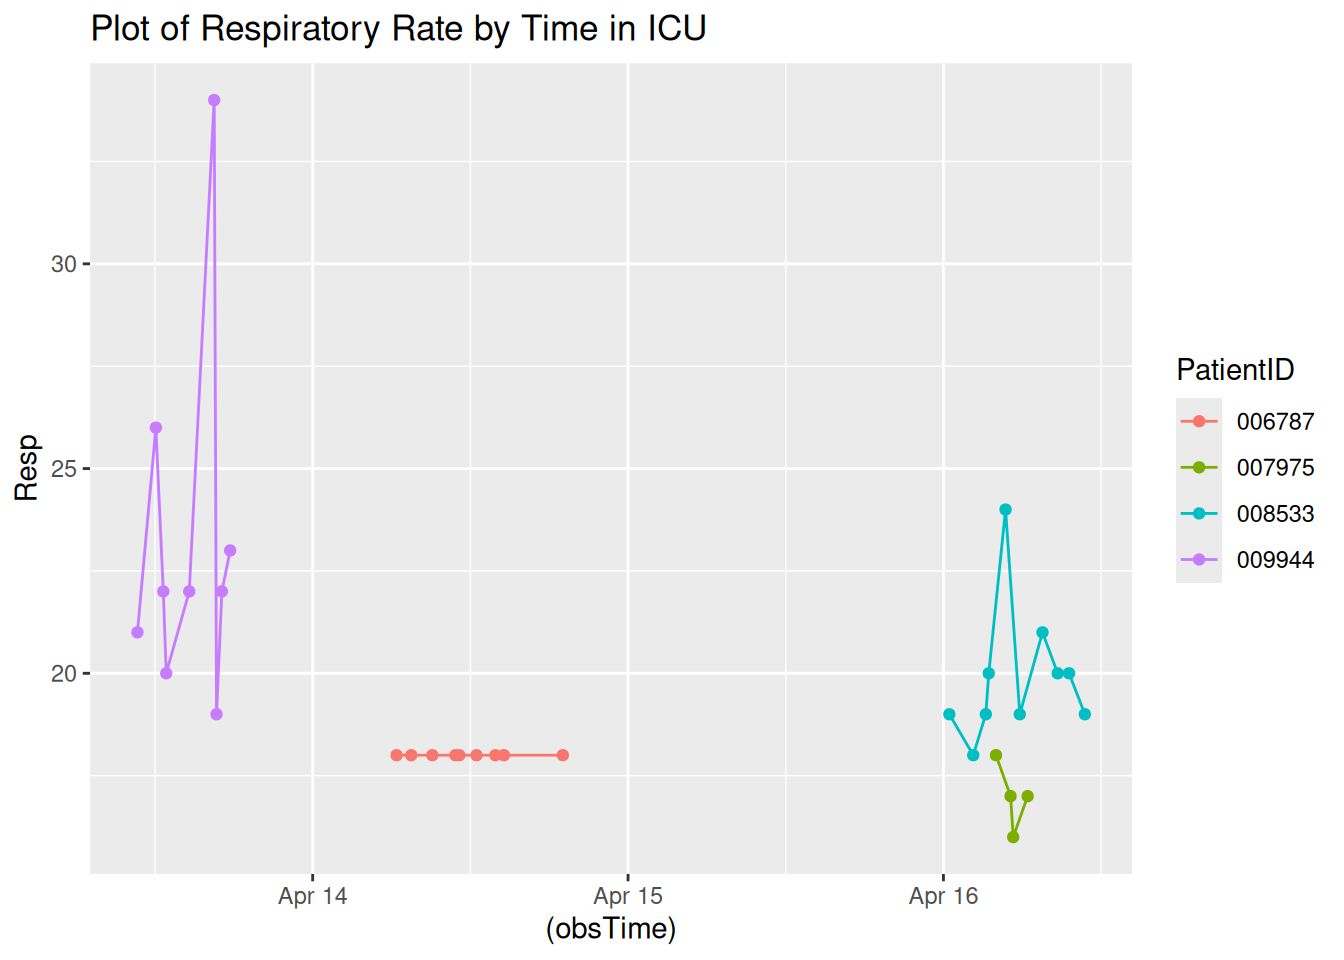 Plot of Respiratory Rate by Time in ICU
Resp
30
25
20
Apr 14
Apr 15
Apr 16
(obsTime)
PatientID
006787
007975
008533
009944